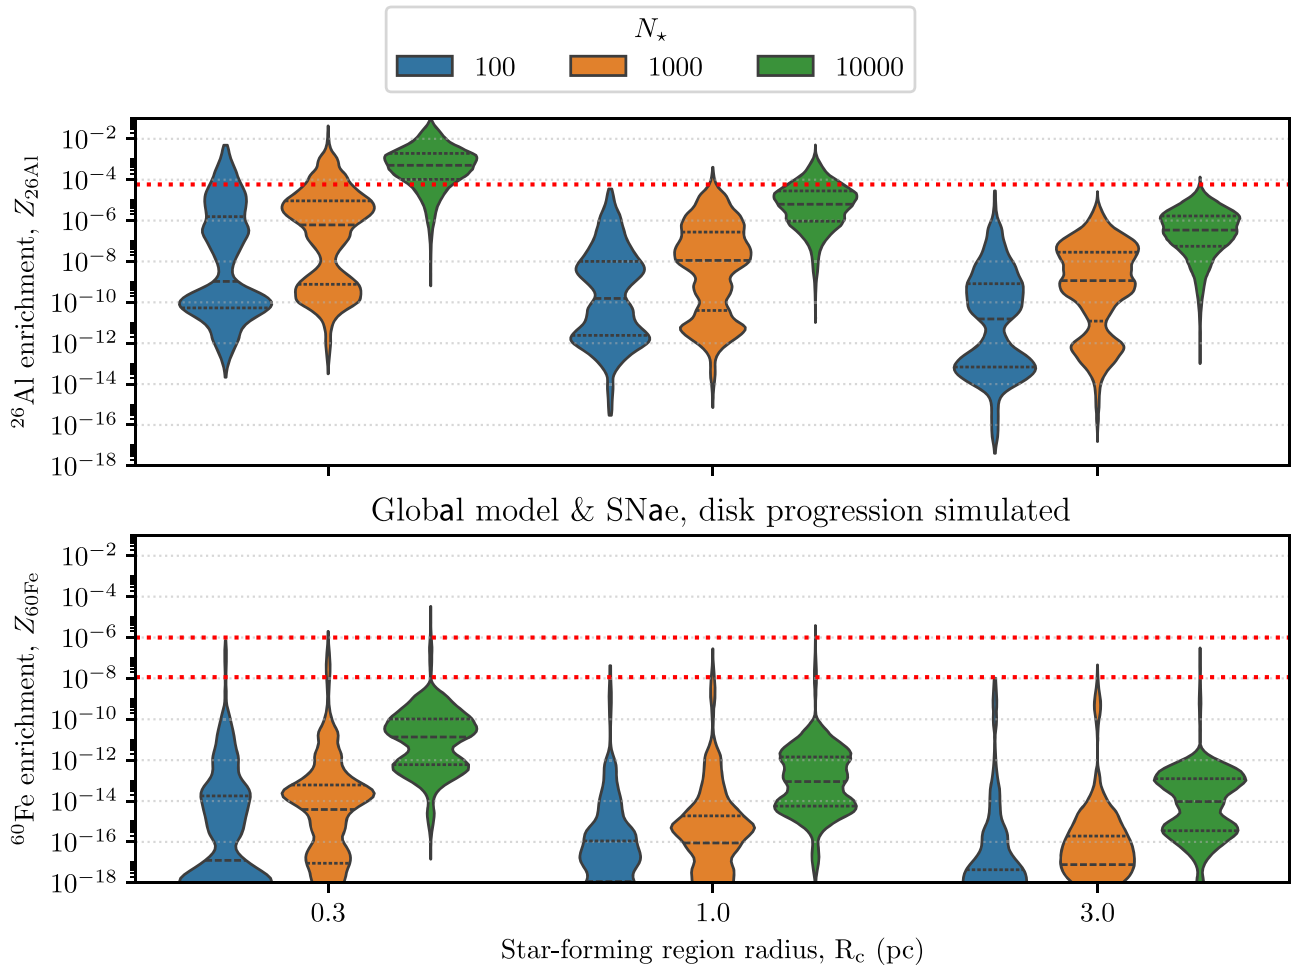 N⋆
100 1000 10000
²⁶Al enrichment, Z₂₆Al
10⁻²
10⁻⁴
10⁻⁶
10⁻⁸
10⁻¹⁰
10⁻¹²
10⁻¹⁴
10⁻¹⁶
10⁻¹⁸
Global model & SNae, disk progression simulated
⁶⁰Fe enrichment, Z₆₀Fe
10⁻²
10⁻⁴
10⁻⁶
10⁻⁸
10⁻¹⁰
10⁻¹²
10⁻¹⁴
10⁻¹⁶
10⁻¹⁸
0.3 1.0 3.0
Star-forming region radius, R_c (pc)